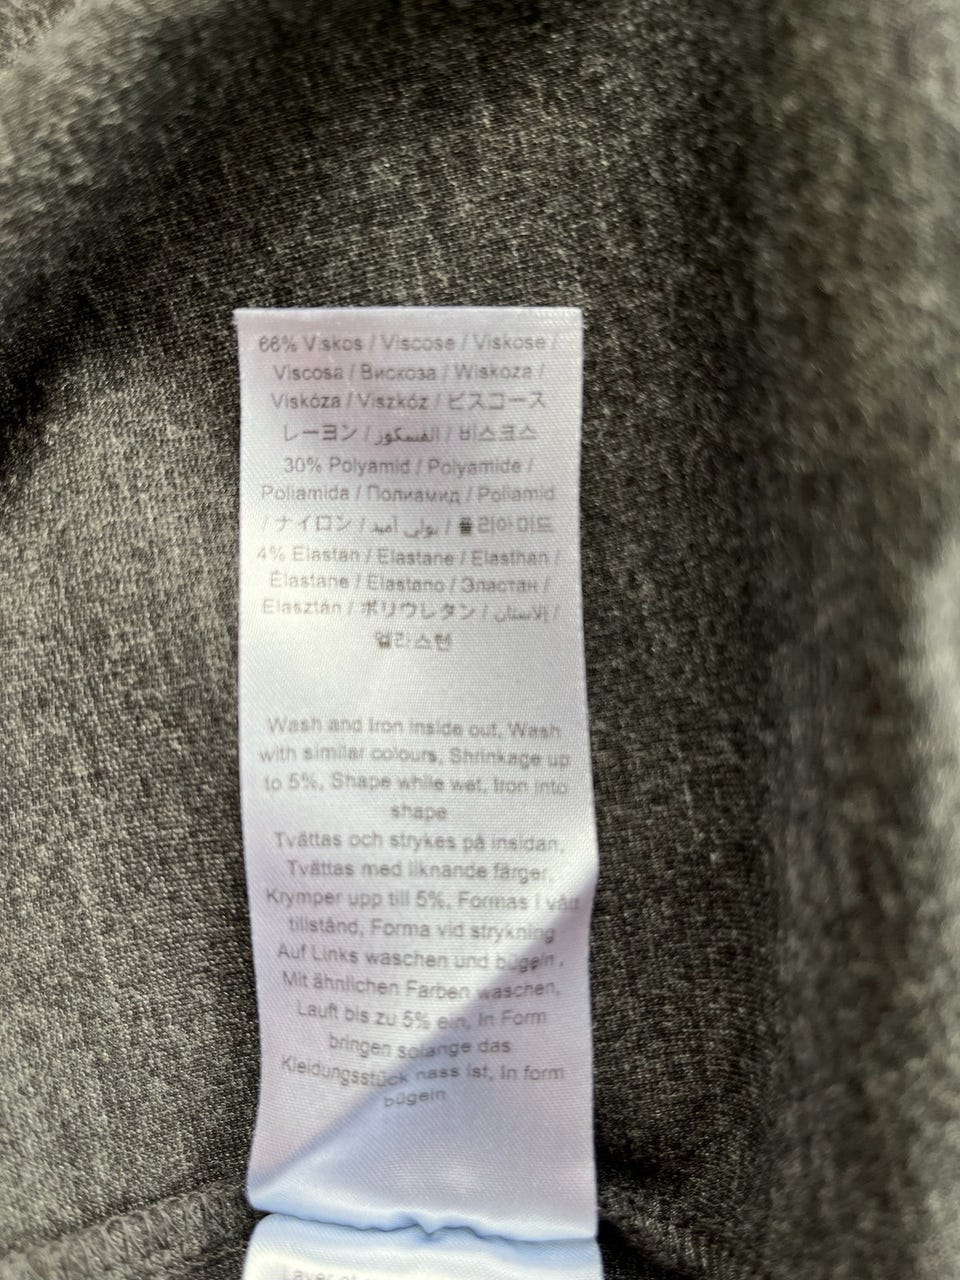 66% Viskos / Viscose / Viskose /
Viscosa / Вискоза / Wiskoza /
Viskóza / Viszkóz / ビスコース
レーヨン / الفسكوز / 비스코스
30% Polyamid / Polyamide /
Poliamida / Полиамид / Poliamid
/ ナイロン / بولي أميد / 폴리아미드
4% Elastan / Elastane / Elasthan /
Élastane / Elastano / Эластан /
Elasztán / ポリウレタン / إلاستان /
엘라스텐
Wash and Iron inside out, Wash
with similar colours, Shrinkage up
to 5%, Shape while wet, Iron into
shape
Tvättas och strykes på insidan,
Tvättas med liknande färger,
Krymper upp till 5%, Formas i vått
tillstånd, Forma vid strykning
Auf Links waschen und bügeln ,
Mit ähnlichen Farben waschen,
Lauft bis zu 5% ein, In Form
bringen solange das
Kleidungsstück nass ist, In form
bügeln
Layer